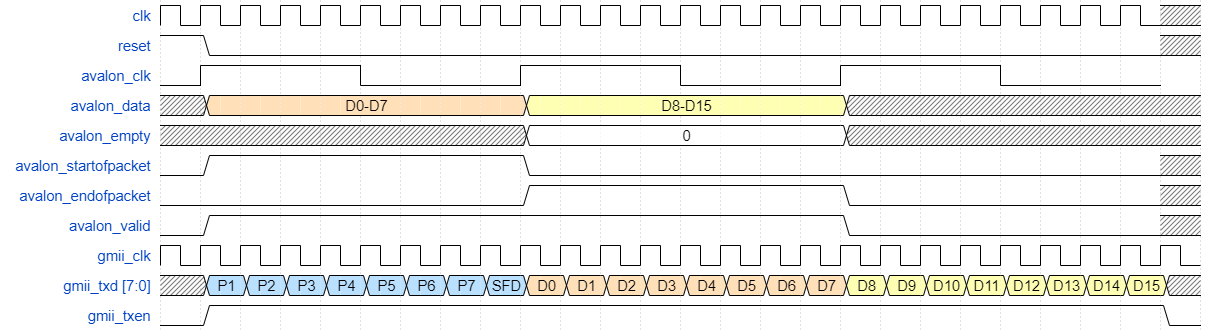 clk
reset
avalon_clk
avalon_data D0-D7 D8-D15
avalon_empty 0
avalon_startofpacket
avalon_endofpacket
avalon_valid
gmii_clk
gmii_txd [7:0] P1 P2 P3 P4 P5 P6 P7 SFD D0 D1 D2 D3 D4 D5 D6 D7 D8 D9 D10 D11 D12 D13 D14 D15
gmii_txen